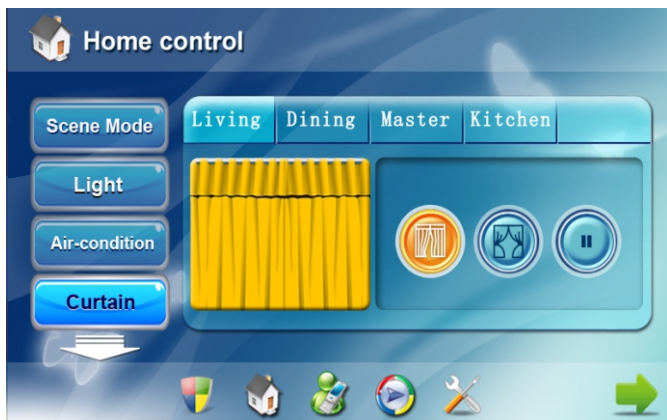 Home control
Scene Mode
Living Dining Master Kitchen
Light
Air-condition
Curtain